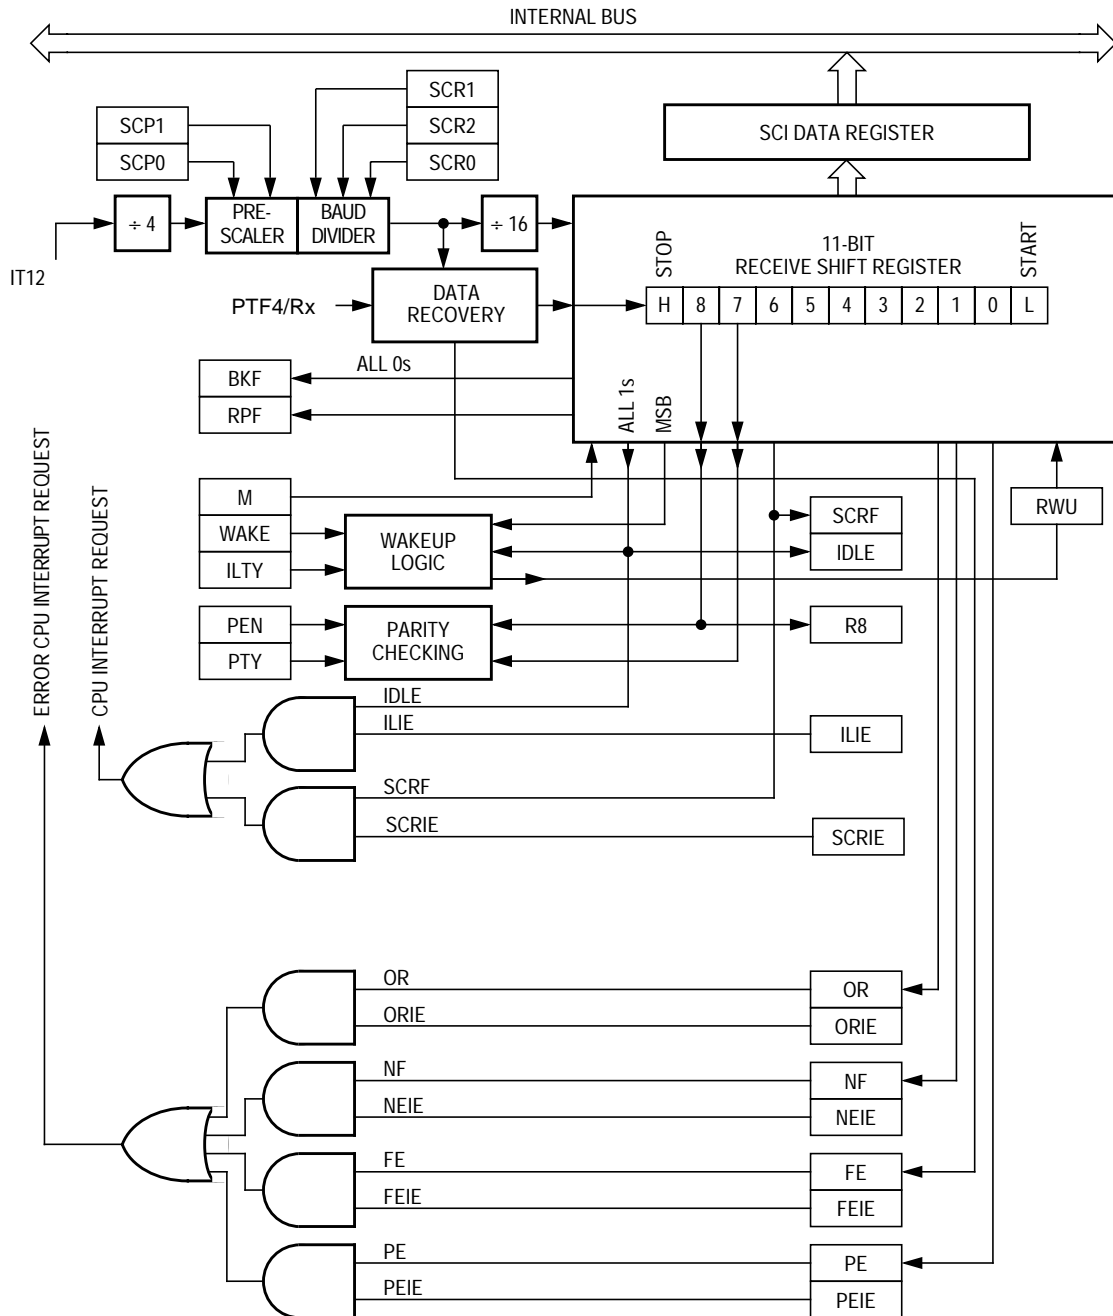 INTERNAL BUS
SCR1
SCP1
SCR2
SCI DATA REGISTER
SCP0
SCR0
÷ 4
PRE-
SCALER
BAUD
DIVIDER
÷ 16
IT12
STOP
11-BIT
RECEIVE SHIFT REGISTER
START
DATA
RECOVERY
PTF4/Rx
H 8 7 6 5 4 3 2 1 0 L
ALL 0s
BKF
RPF
ALL 1s
MSB
ERROR CPU INTERRUPT REQUEST
CPU INTERRUPT REQUEST
M
WAKE
ILTY
WAKEUP
LOGIC
SCRF
IDLE
RWU
PEN
PTY
PARITY
CHECKING
R8
IDLE
ILIE
ILIE
SCRF
SCRIE
SCRIE
OR
OR
ORIE
ORIE
NF
NF
NEIE
NEIE
FE
FE
FEIE
FEIE
PE
PE
PEIE
PEIE